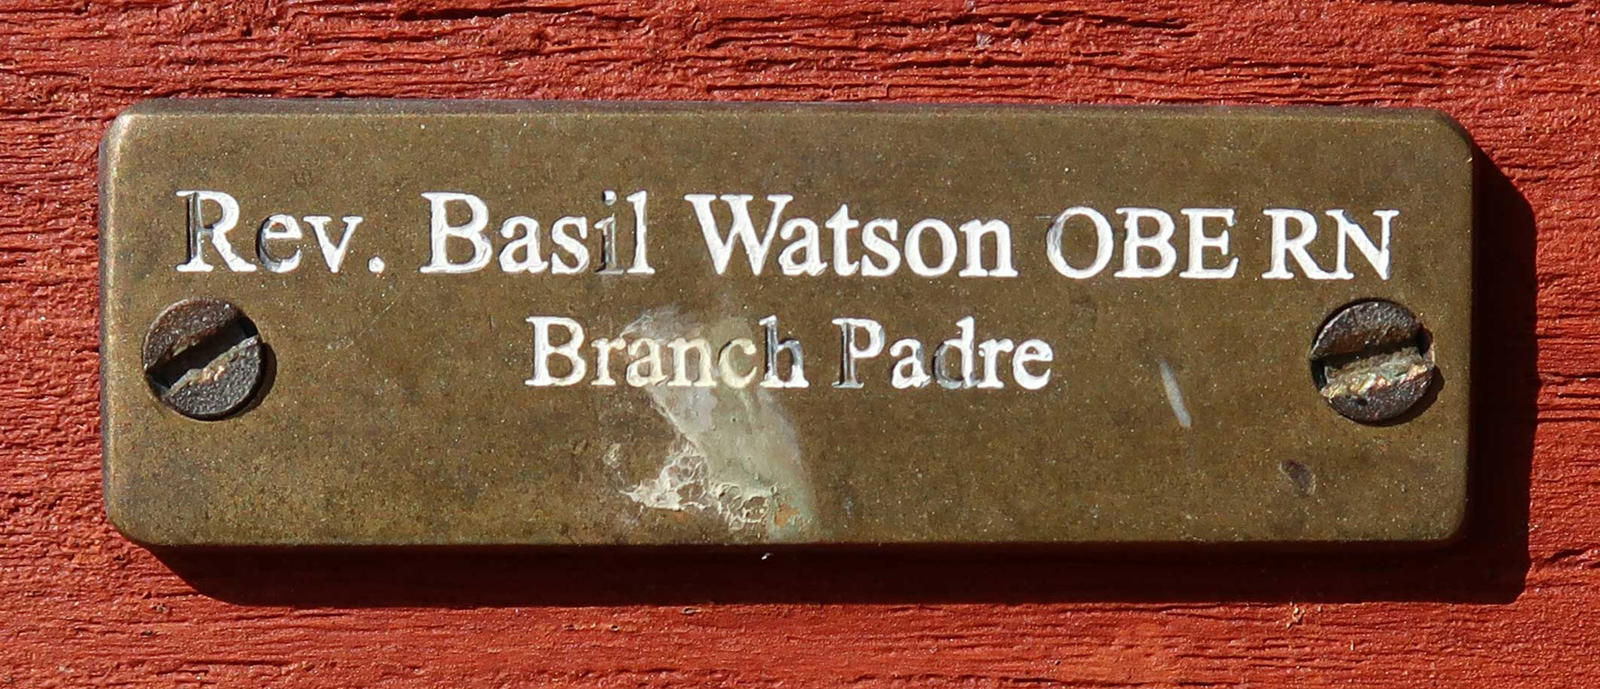 Rev. Basil Watson OBE RN
Branch Padre